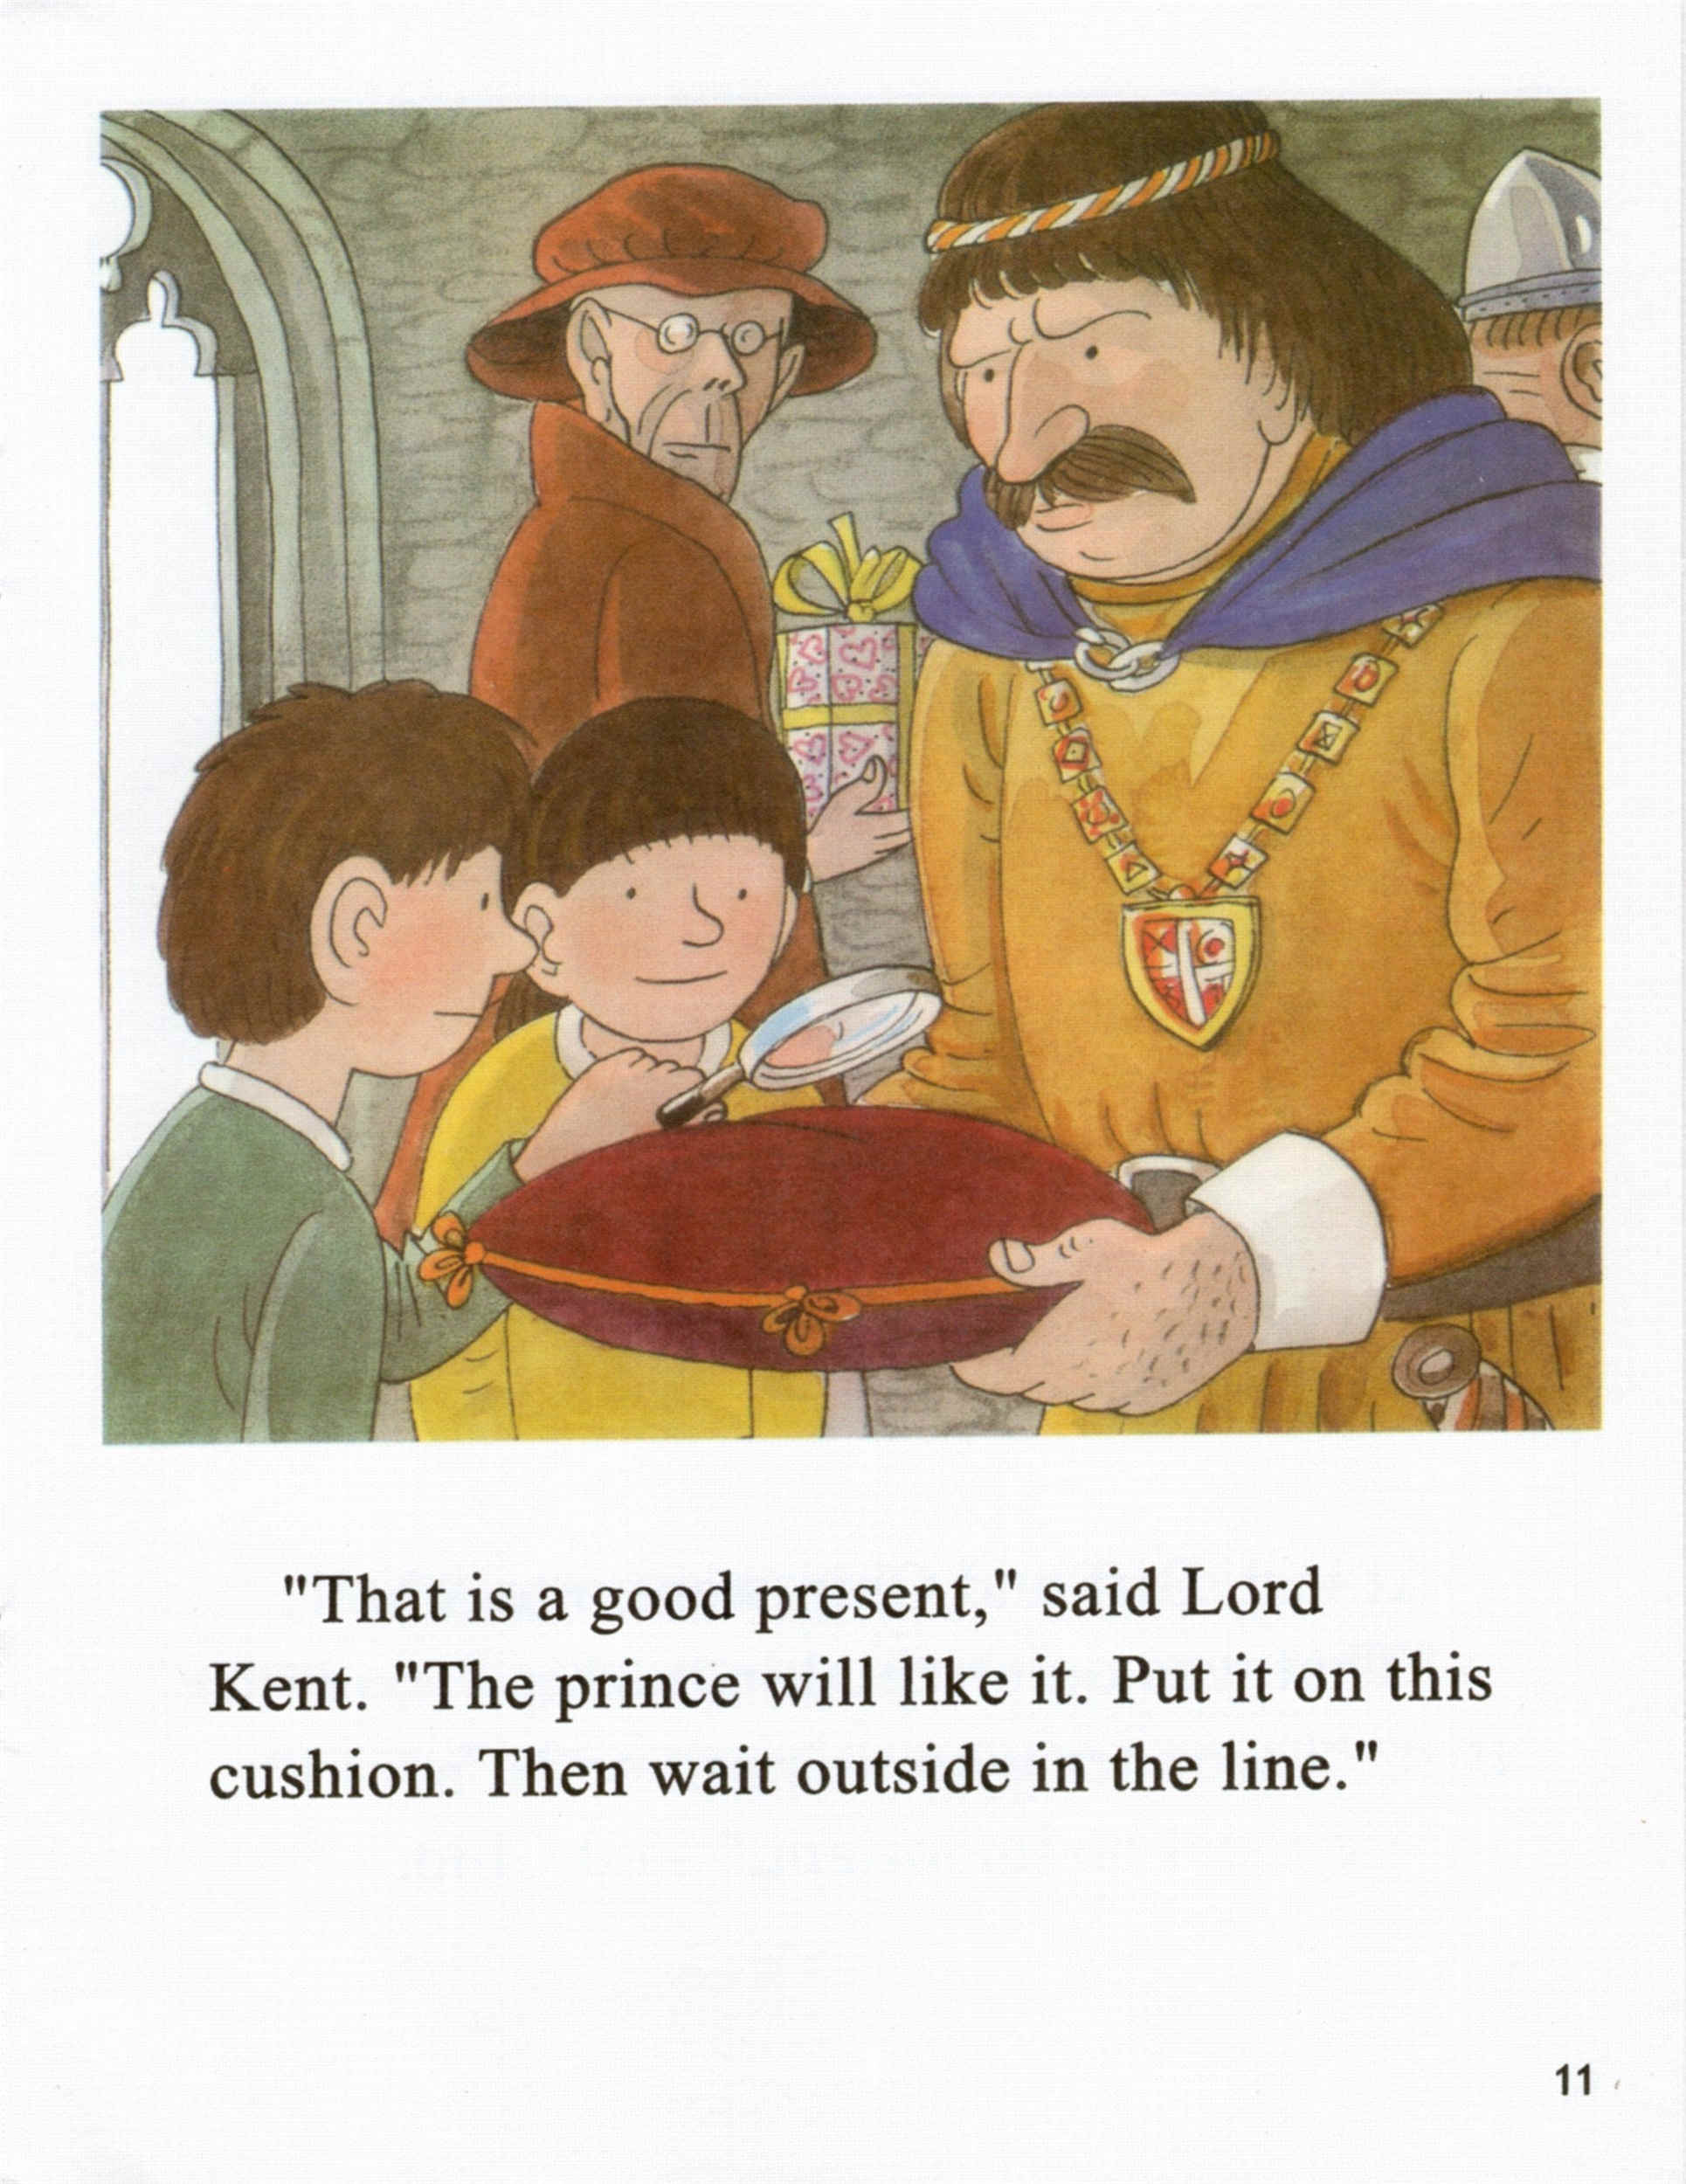 "That is a good present," said Lord
Kent. "The prince will like it. Put it on this
cushion. Then wait outside in the line."
11